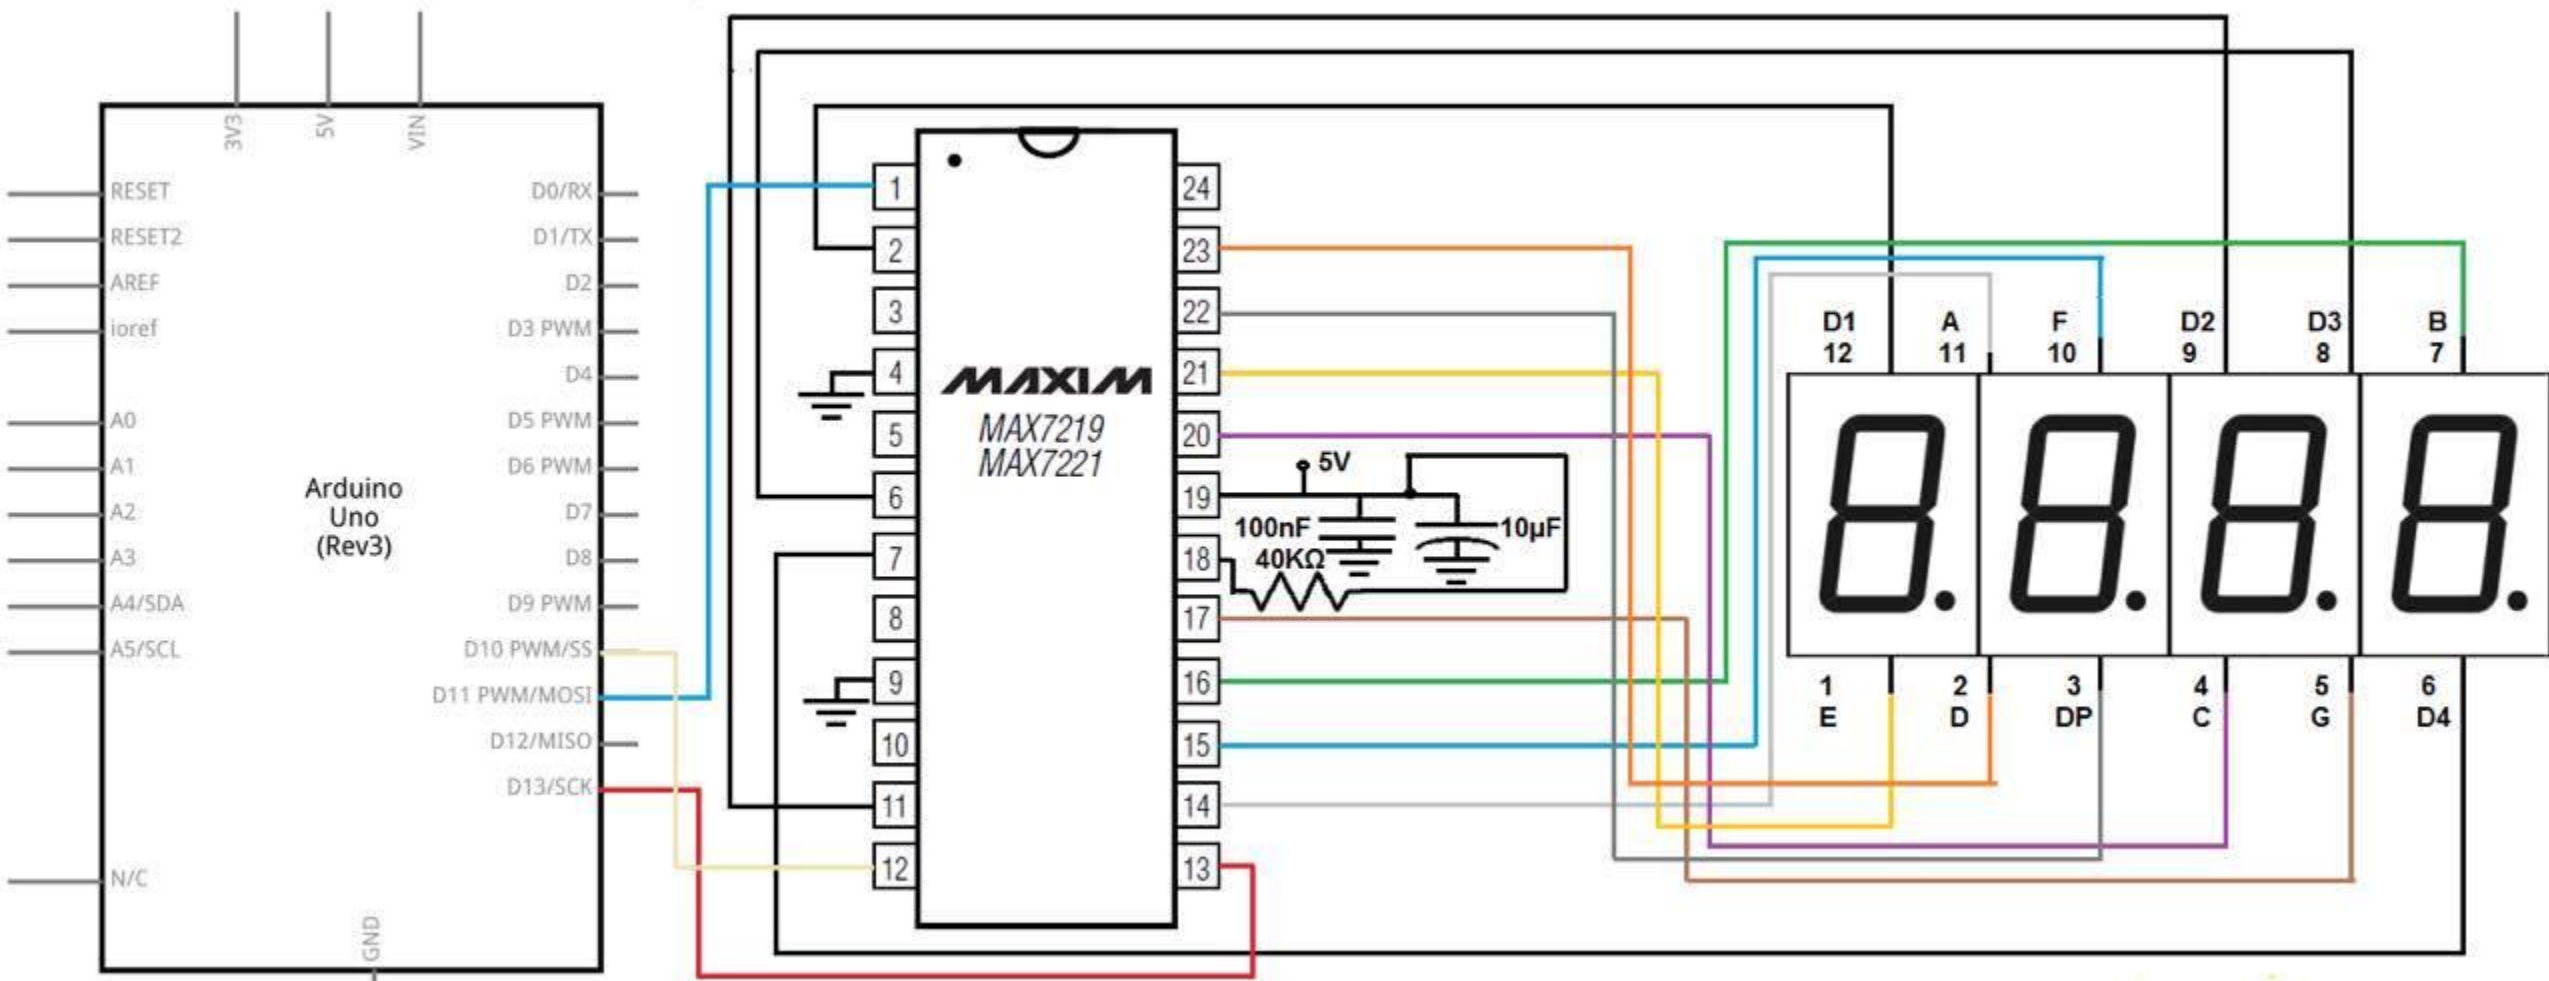 3V3
5V
VIN
RESET
RESET2
AREF
ioref
A0
A1
A2
A3
A4/SDA
A5/SCL
N/C
Arduino
Uno
(Rev3)
D0/RX
D1/TX
D2
D3 PWM
D4
D5 PWM
D6 PWM
D7
D8
D9 PWM
D10 PWM/SS
D11 PWM/MOSI
D12/MISO
D13/SCK
GND
1
2
3
4
5
6
7
8
9
10
11
12
MAXIM
MAX7219
MAX7221
24
23
22
21
20
19
18
17
16
15
14
13
5V
100nF
10µF
40KΩ
D1 A F D2 D3 B
12 11 10 9 8 7
8. 8. 8. 8.
1 2 3 4 5 6
E D DP C G D4